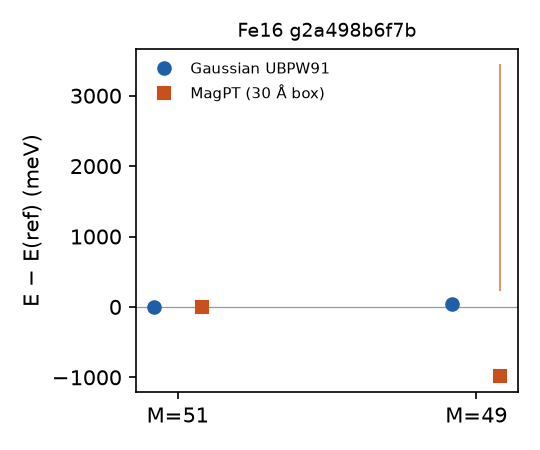 Fe16 g2a498b6f7b
Gaussian UBPW91
MagPT (30 Å box)
E − E(ref) (meV)
3000
2000
1000
0
−1000
M=51 M=49